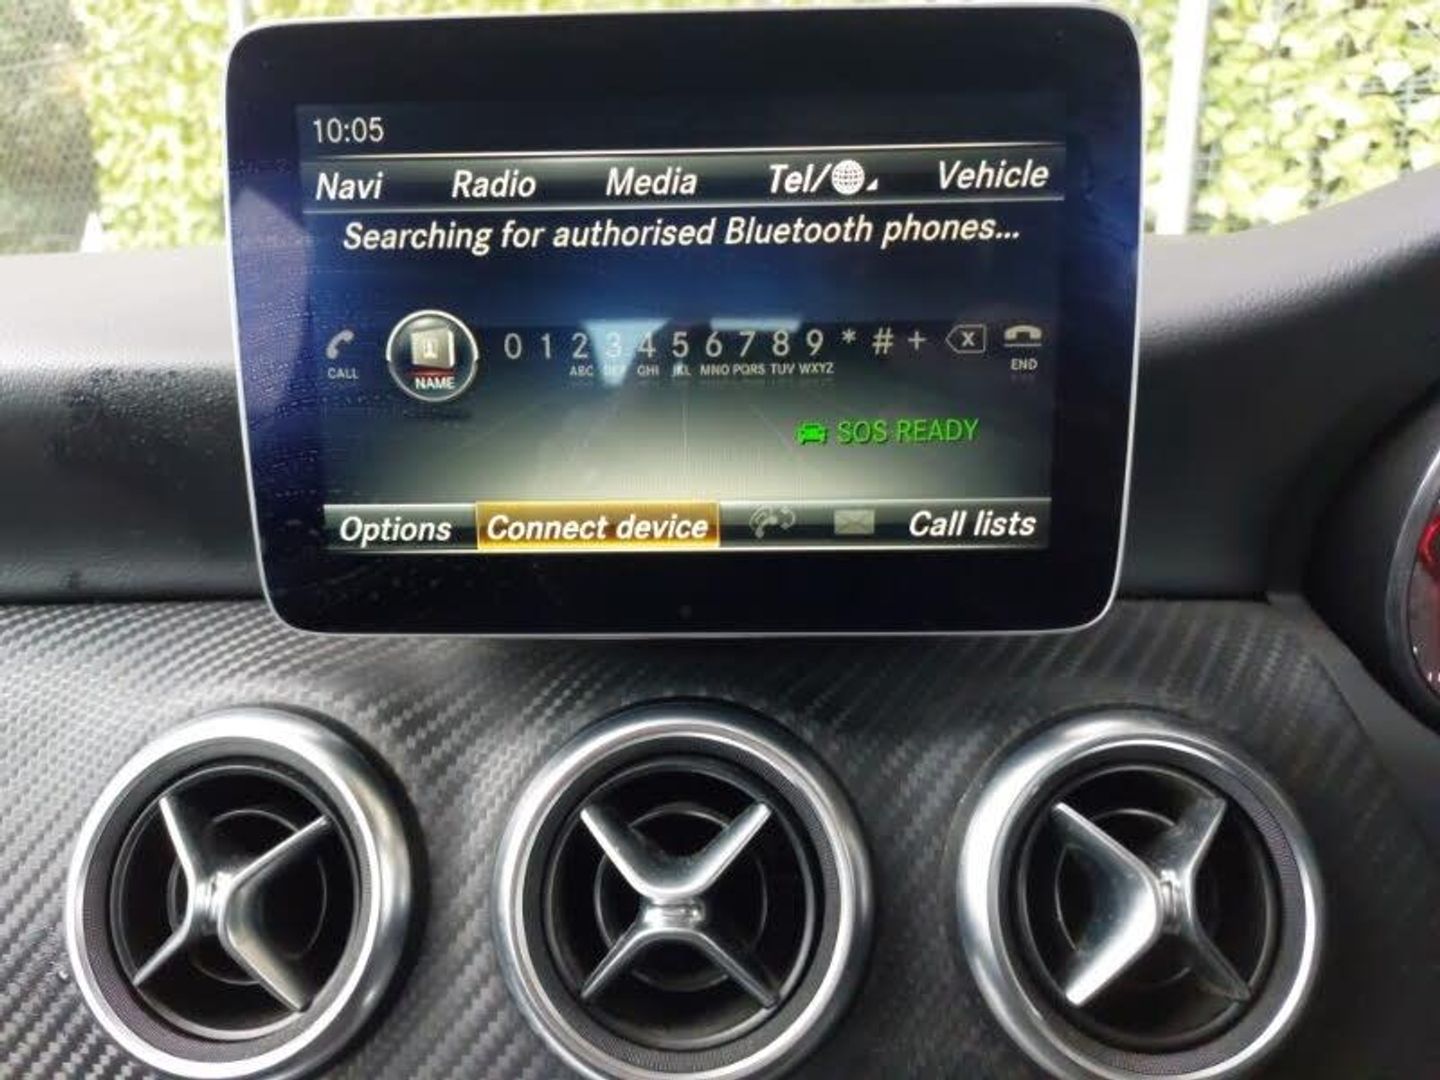 10:05
Navi Radio Media Tel/ Vehicle
Searching for authorised Bluetooth phones...
0 1 2 3 4 5 6 7 8 9 * # +
CALL NAME ABC DEF GHI JKL MNO PQRS TUV WXYZ X END
SOS READY
Options Connect device Call lists